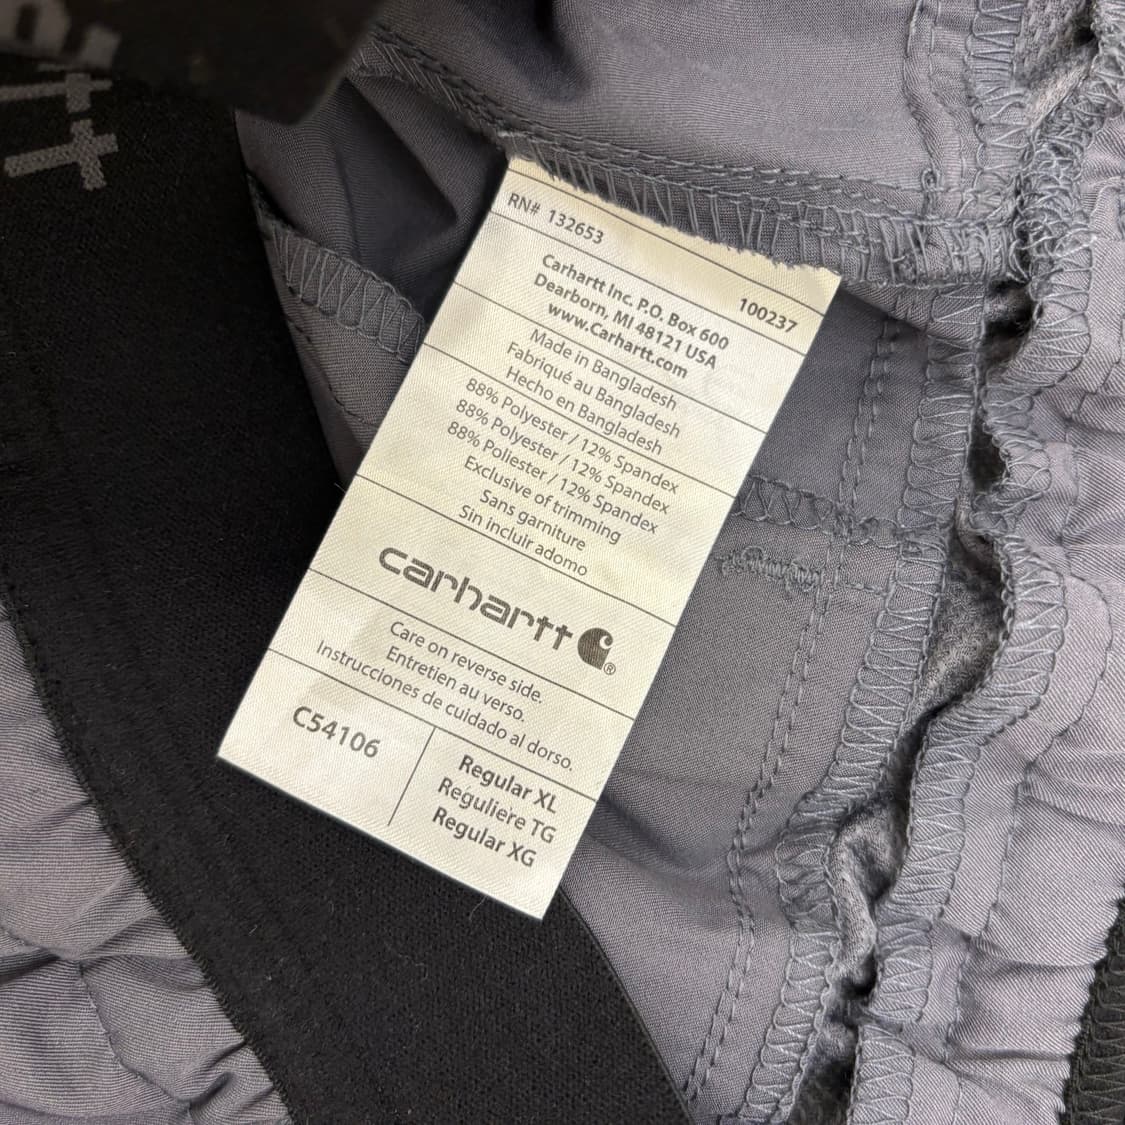 RN# 132653
100237
Carhartt Inc. P.O. Box 600
Dearborn, MI 48121 USA
www.Carhartt.com
Made in Bangladesh
Fabriqué au Bangladesh
Hecho en Bangladesh
88% Polyester / 12% Spandex
88% Polyester / 12% Spandex
88% Poliester / 12% Spandex
Exclusive of trimming
Sans garniture
Sin incluir adorno
carhartt
®
Care on reverse side.
Entretien au verso.
Instrucciones de cuidado al dorso.
C54106
Regular XL
Reguliere TG
Regular XG